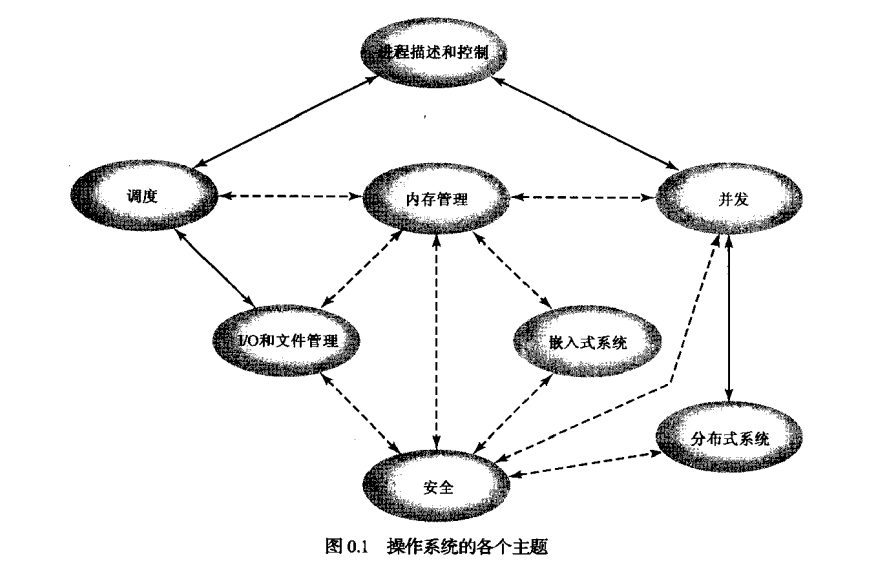 进程描述和控制
调度
内存管理
并发
I/O和文件管理
嵌入式系统
分布式系统
安全
图 0.1 操作系统的各个主题